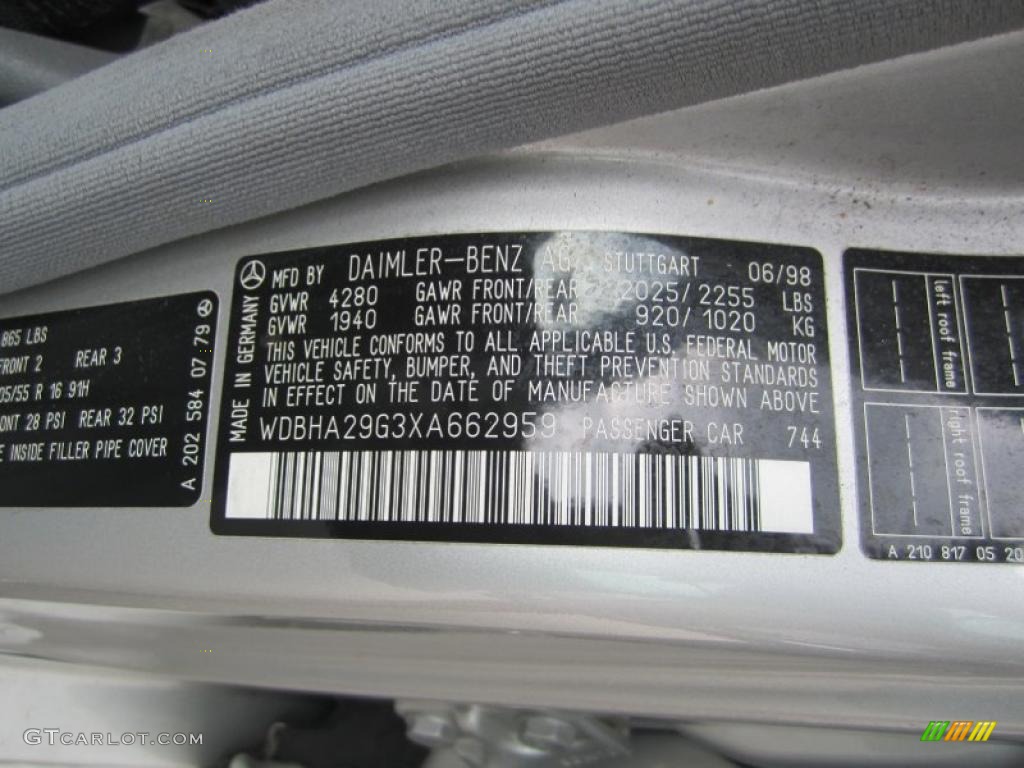 865 LBS
FRONT 2 REAR 3
05/55 R 16 91H
ONT 28 PSI REAR 32 PSI
E INSIDE FILLER PIPE COVER
A 202 584 07 79
MADE IN GERMANY
MFD BY DAIMLER-BENZ AG STUTTGART 06/98
GVWR 4280 GAWR FRONT/REAR 2025/2255 LBS
GVWR 1940 GAWR FRONT/REAR 920/1020 KG
THIS VEHICLE CONFORMS TO ALL APPLICABLE U.S. FEDERAL MOTOR
VEHICLE SAFETY, BUMPER, AND THEFT PREVENTION STANDARDS
IN EFFECT ON THE DATE OF MANUFACTURE SHOWN ABOVE
WDBHA29G3XA662959 PASSENGER CAR 744
left roof frame
right roof frame
A 210 817 05 20
GTCARLOT.COM